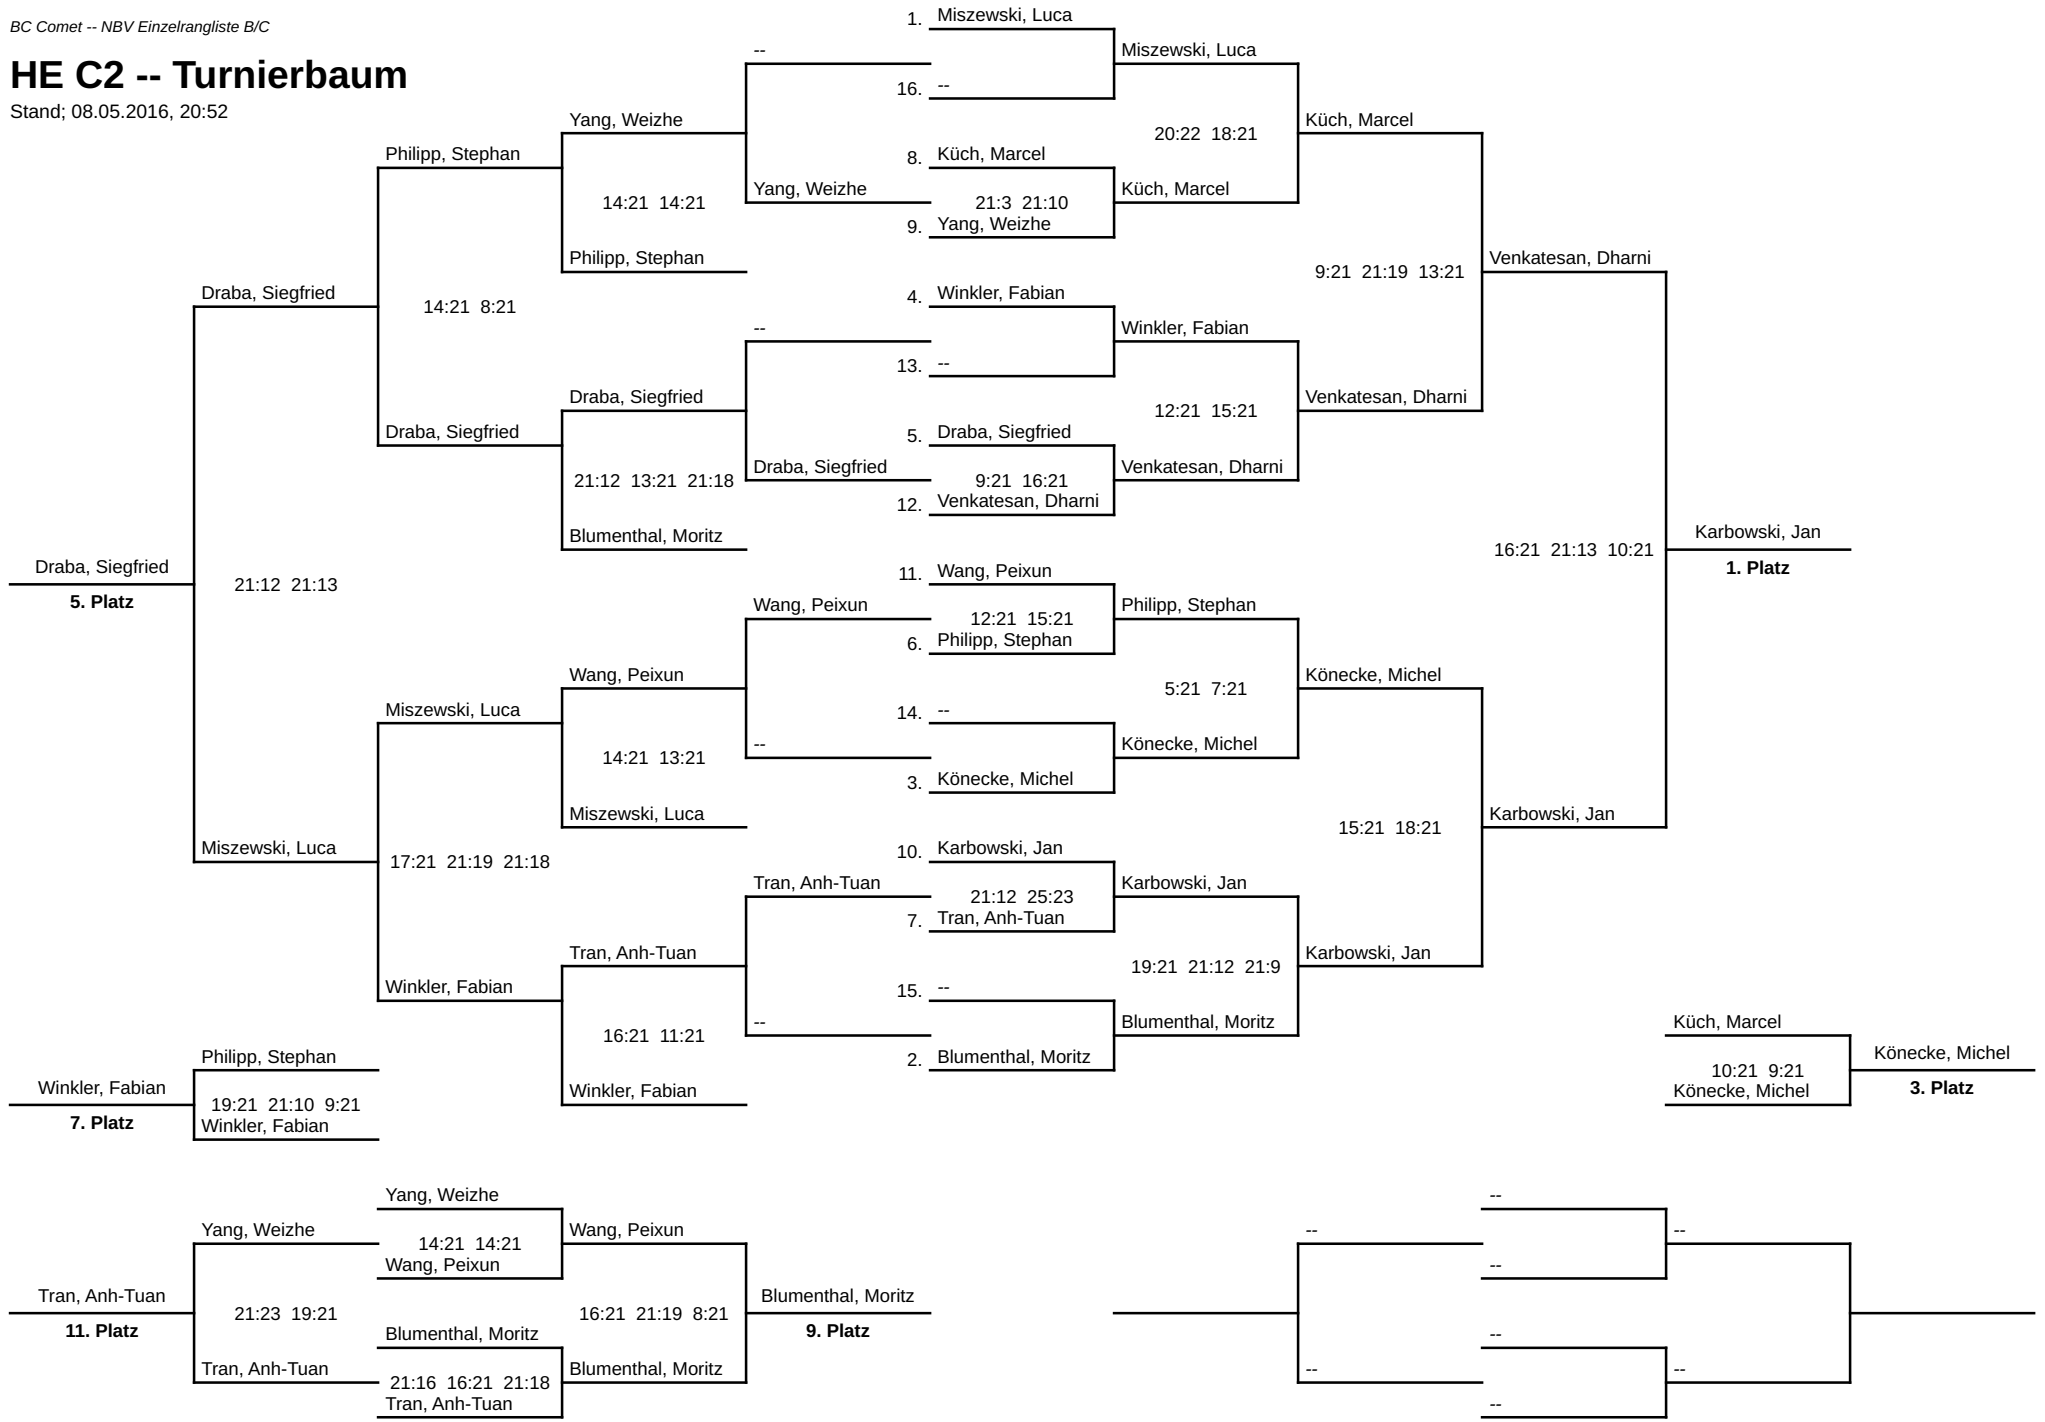 BC Comet -- NBV Einzelrangliste B/C
HE C2 -- Turnierbaum
Stand; 08.05.2016, 20:52
1. Miszewski, Luca
-- Miszewski, Luca
16. --
Yang, Weizhe 20:22 18:21 Küch, Marcel
Philipp, Stephan 8. Küch, Marcel
Yang, Weizhe Küch, Marcel
14:21 14:21 21:3 21:10
9. Yang, Weizhe
Philipp, Stephan Venkatesan, Dharni
9:21 21:19 13:21
Draba, Siegfried 4. Winkler, Fabian
14:21 8:21
-- Winkler, Fabian
13. --
Draba, Siegfried Venkatesan, Dharni
12:21 15:21
Draba, Siegfried 5. Draba, Siegfried
Draba, Siegfried Venkatesan, Dharni
21:12 13:21 21:18 9:21 16:21
12. Venkatesan, Dharni
Blumenthal, Moritz Karbowski, Jan
16:21 21:13 10:21
Draba, Siegfried 1. Platz
11. Wang, Peixun
21:12 21:13
5. Platz Wang, Peixun Philipp, Stephan
12:21 15:21
6. Philipp, Stephan
Wang, Peixun Könecke, Michel
5:21 7:21
Miszewski, Luca 14. --
-- Könecke, Michel
14:21 13:21
3. Könecke, Michel
Miszewski, Luca Karbowski, Jan
15:21 18:21
Miszewski, Luca 10. Karbowski, Jan
17:21 21:19 21:18
Tran, Anh-Tuan Karbowski, Jan
21:12 25:23
7. Tran, Anh-Tuan
Tran, Anh-Tuan Karbowski, Jan
19:21 21:12 21:9
Winkler, Fabian 15. --
-- Blumenthal, Moritz Küch, Marcel
16:21 11:21
Philipp, Stephan 2. Blumenthal, Moritz Könecke, Michel
10:21 9:21
Winkler, Fabian Winkler, Fabian Könecke, Michel 3. Platz
19:21 21:10 9:21
7. Platz Winkler, Fabian
Yang, Weizhe --
Yang, Weizhe Wang, Peixun -- --
14:21 14:21
Wang, Peixun --
Tran, Anh-Tuan Blumenthal, Moritz
21:23 19:21 16:21 21:19 8:21
11. Platz 9. Platz
Blumenthal, Moritz --
Tran, Anh-Tuan Blumenthal, Moritz -- --
21:16 16:21 21:18
Tran, Anh-Tuan --